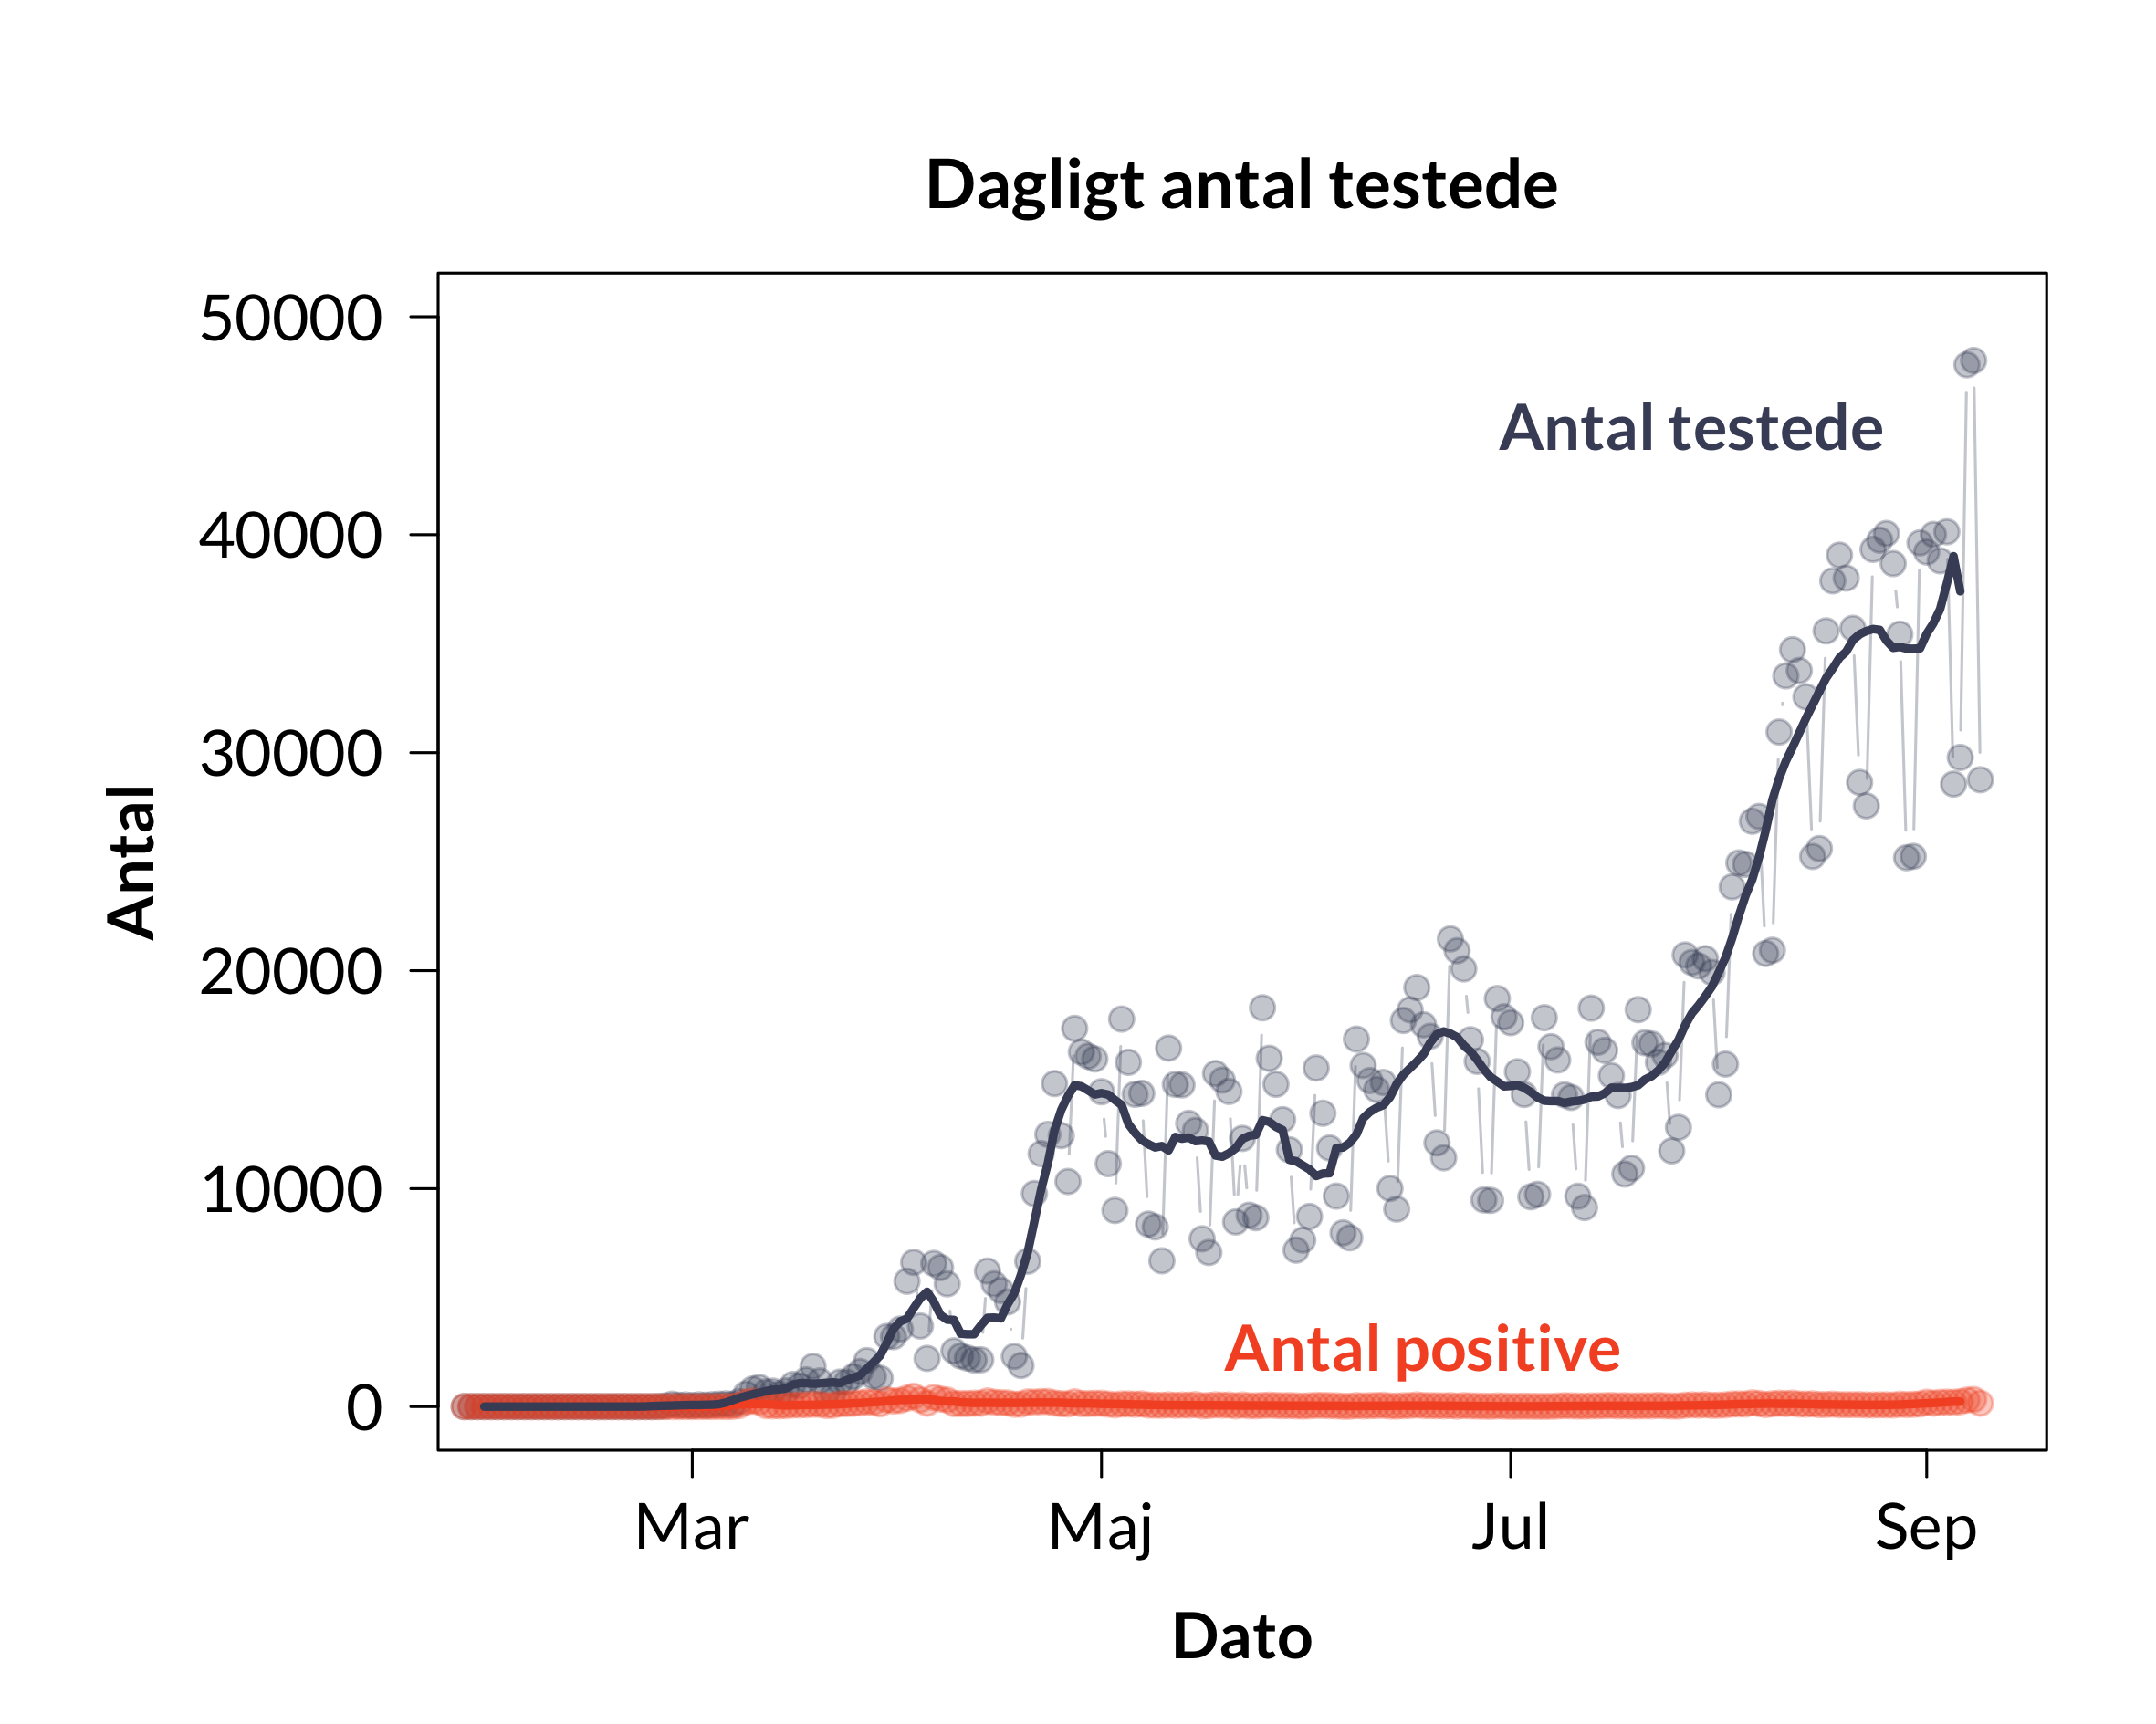 Dagligt antal testede
50000
40000
30000
20000
10000
0
Antal
Antal testede
Antal positive
Mar
Maj
Jul
Sep
Dato